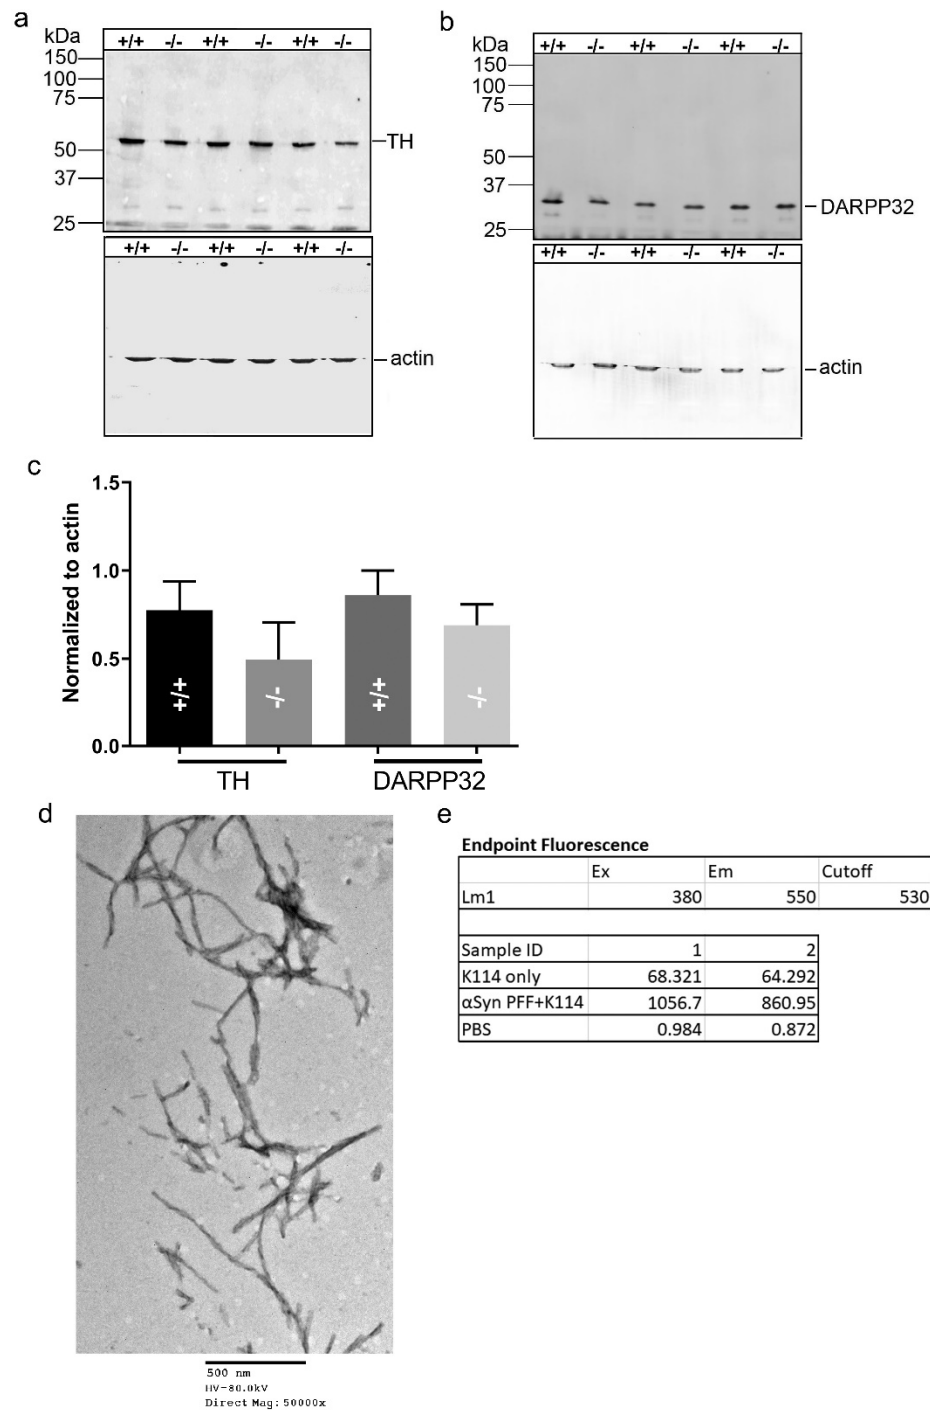 a
kDa
+/+ -/- +/+ -/- +/+ -/-
150
100
75
50
37
25
TH
+/+ -/- +/+ -/- +/+ -/-
actin
b
kDa
+/+ -/- +/+ -/- +/+ -/-
150
100
75
50
37
25
DARPP32
+/+ -/- +/+ -/- +/+ -/-
actin
c
Normalized to actin
1.5
1.0
0.5
0.0
+/+ -/- +/+ -/-
TH DARPP32
d
500 nm
HV=80.0kV
Direct Mag: 50000x
e
Endpoint Fluorescence
Ex Em Cutoff
Lm1 380 550 530
Sample ID 1 2
K114 only 68.321 64.292
αSyn PFF+K114 1056.7 860.95
PBS 0.984 0.872